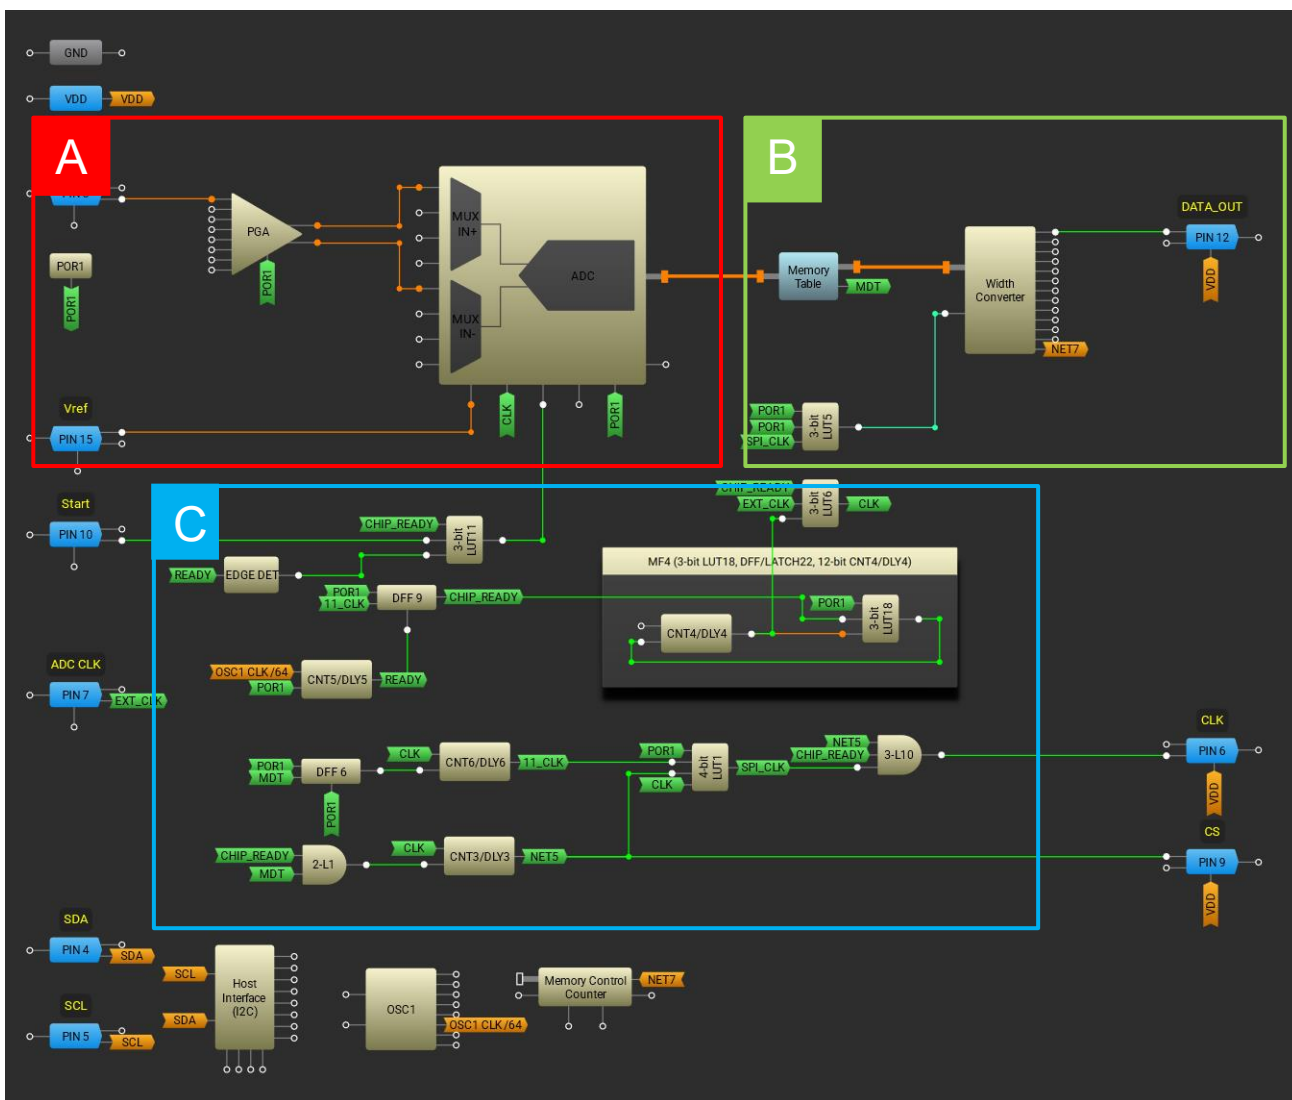 GND
VDD
VDD
A
B
DATA_OUT
PIN 12
VDD
PGA
POR1
MUX
IN+
ADC
MUX
IN-
Memory
Table
MDT
Width
Converter
NET7
POR1
POR1
CLK
POR1
Vref
PIN 15
POR1
POR1
SPI_CLK
3-bit
LUT5
Start
PIN 10
C
CHIP_READY
3-bit
LUT11
READY
EDGE DET
CHIP_READY
EXT_CLK
3-bit
LUT6
CLK
MF4 (3-bit LUT18, DFF/LATCH22, 12-bit CNT4/DLY4)
POR1
11_CLK
DFF 9
CHIP_READY
POR1
CNT4/DLY4
3-bit
LUT18
ADC CLK
PIN 7
EXT_CLK
OSC1 CLK/64
POR1
CNT5/DLY5
READY
POR1
MDT
DFF 6
POR1
CLK
CNT6/DLY6
11_CLK
POR1
CLK
4-bit
LUT1
SPI_CLK
NET5
CHIP_READY
3-L10
CLK
PIN 6
VDD
CHIP_READY
MDT
2-L1
CLK
CNT3/DLY3
NET5
CS
PIN 9
VDD
SDA
PIN 4
SDA
SCL
PIN 5
SCL
SCL
SDA
Host
Interface
(I2C)
OSC1
OSC1 CLK/64
Memory Control
Counter
NET7